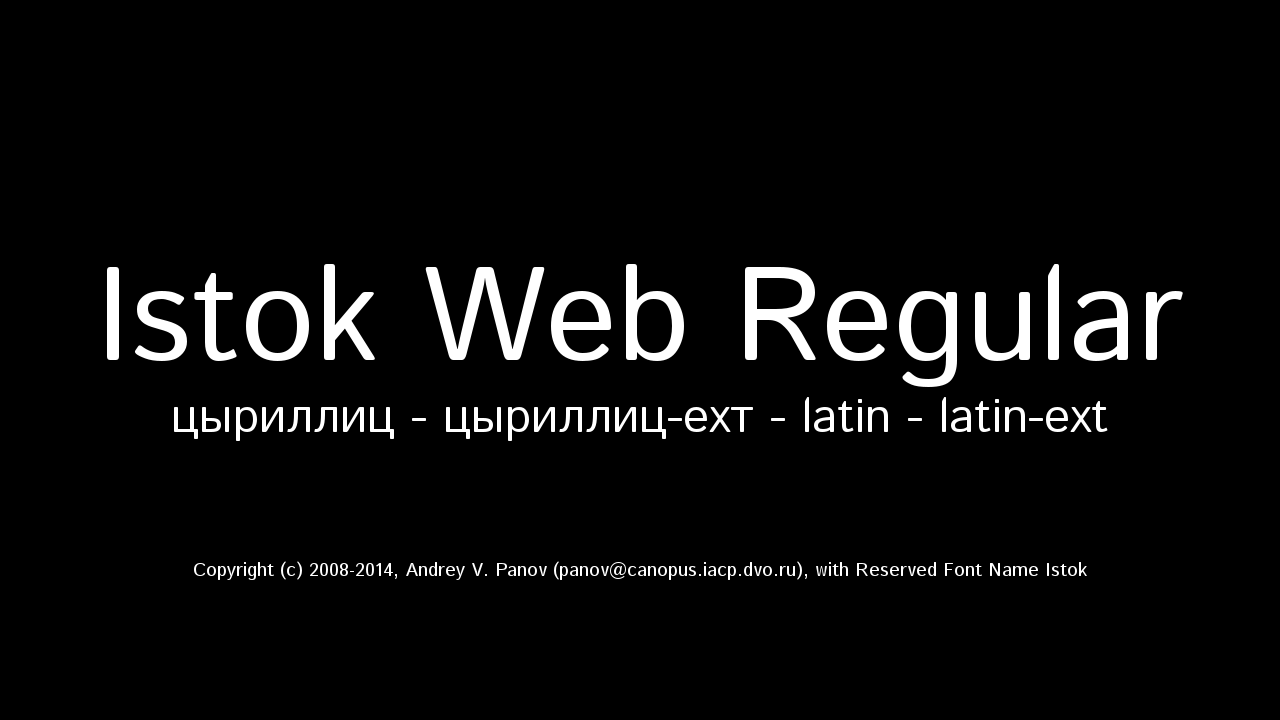 Istok Web Regular
цыриллиц - цыриллиц-ехт - latin - latin-ext
Copyright (c) 2008-2014, Andrey V. Panov (panov@canopus.iacp.dvo.ru), with Reserved Font Name Istok